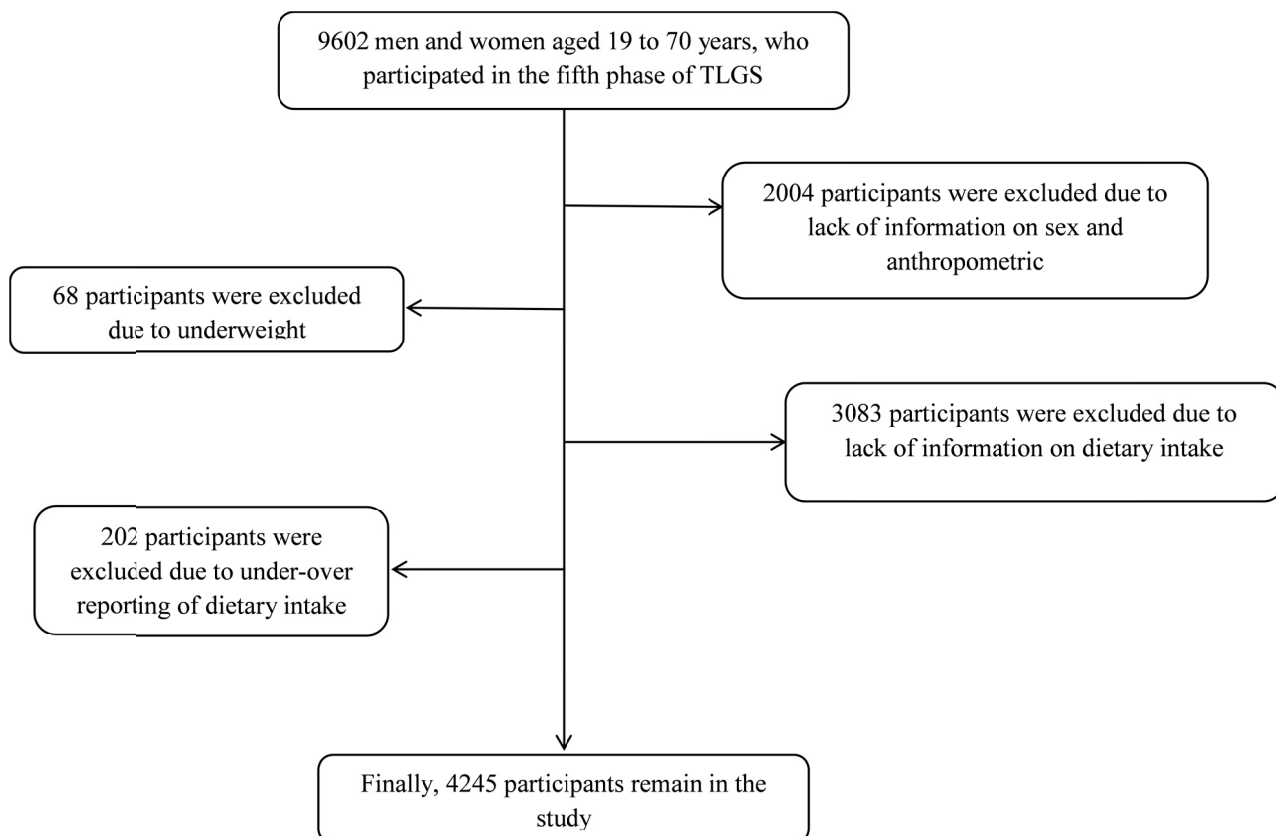 9602 men and women aged 19 to 70 years, who
participated in the fifth phase of TLGS
2004 participants were excluded due to
lack of information on sex and
anthropometric
68 participants were excluded
due to underweight
3083 participants were excluded due to
lack of information on dietary intake
202 participants were
excluded due to under-over
reporting of dietary intake
Finally, 4245 participants remain in the
study